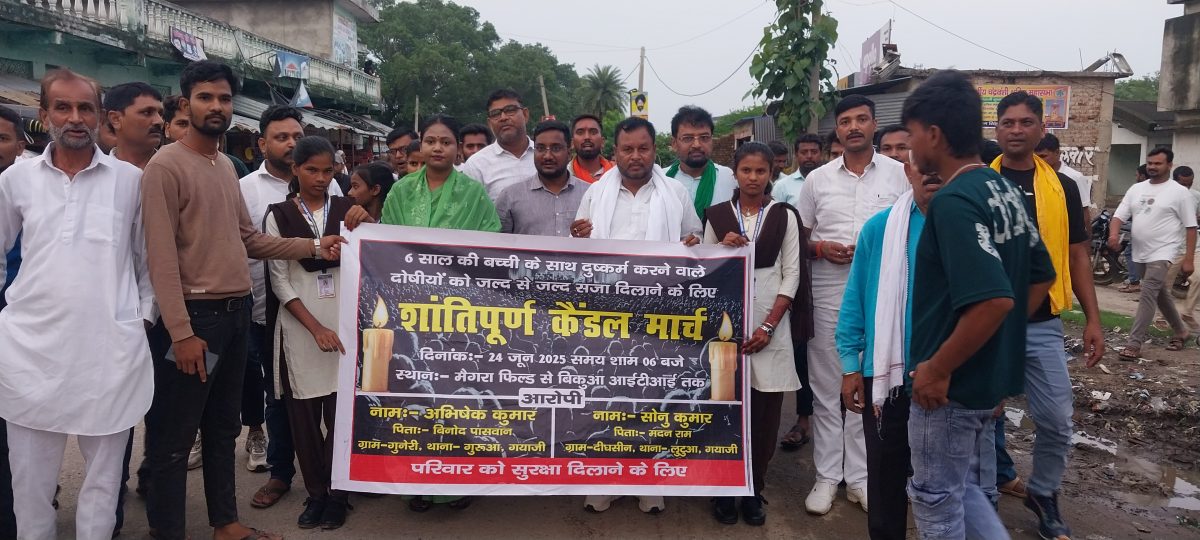 6 साल की बच्ची के साथ दुष्कर्म करने वाले
दोषीयों को जल्द से जल्द सजा दिलाने के लिए
शांतिपूर्ण कैंडल मार्च
दिनांक:- 24 जून 2025 समय शाम 06 बजे
स्थान:- मैगरा फिल्ड से बिकुआ आईटीआई तक
आरोपी
नाम:- अभिषेक कुमार
पिता:- बिनोद पासवान
ग्राम-गुनेरी, थाना- गुरूआ, गयाजी
नाम:- सोनु कुमार
पिता:- मदन राम
ग्राम-दीघसीन, थाना- लुटुआ, गयाजी
परिवार को सुरक्षा दिलाने के लिए